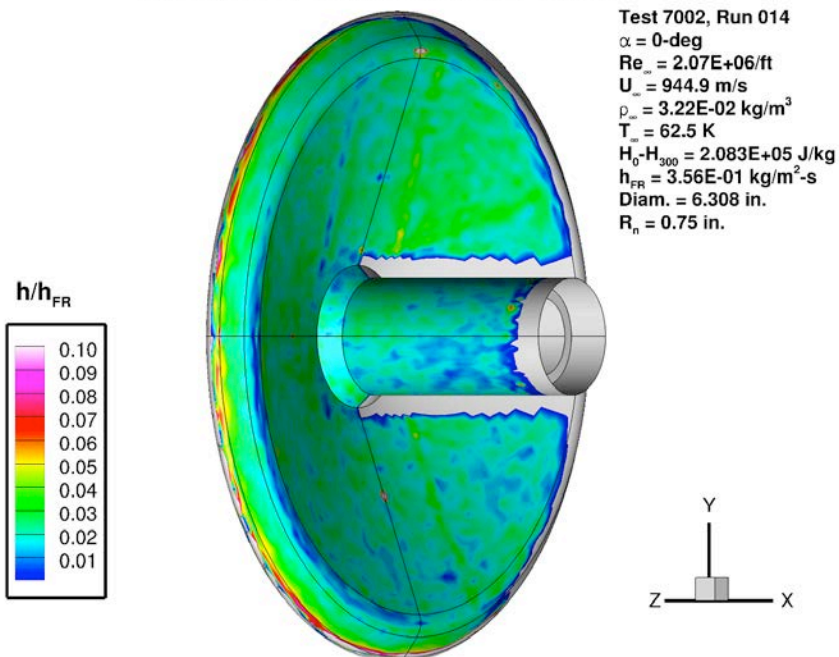 Test 7002, Run 014
α = 0-deg
Re∞ = 2.07E+06/ft
U∞ = 944.9 m/s
ρ∞ = 3.22E-02 kg/m³
T∞ = 62.5 K
H₀-H₃₀₀ = 2.083E+05 J/kg
h_FR = 3.56E-01 kg/m²-s
Diam. = 6.308 in.
Rₙ = 0.75 in.
h/h_FR
0.10
0.09
0.08
0.07
0.06
0.05
0.04
0.03
0.02
0.01
Y
Z X